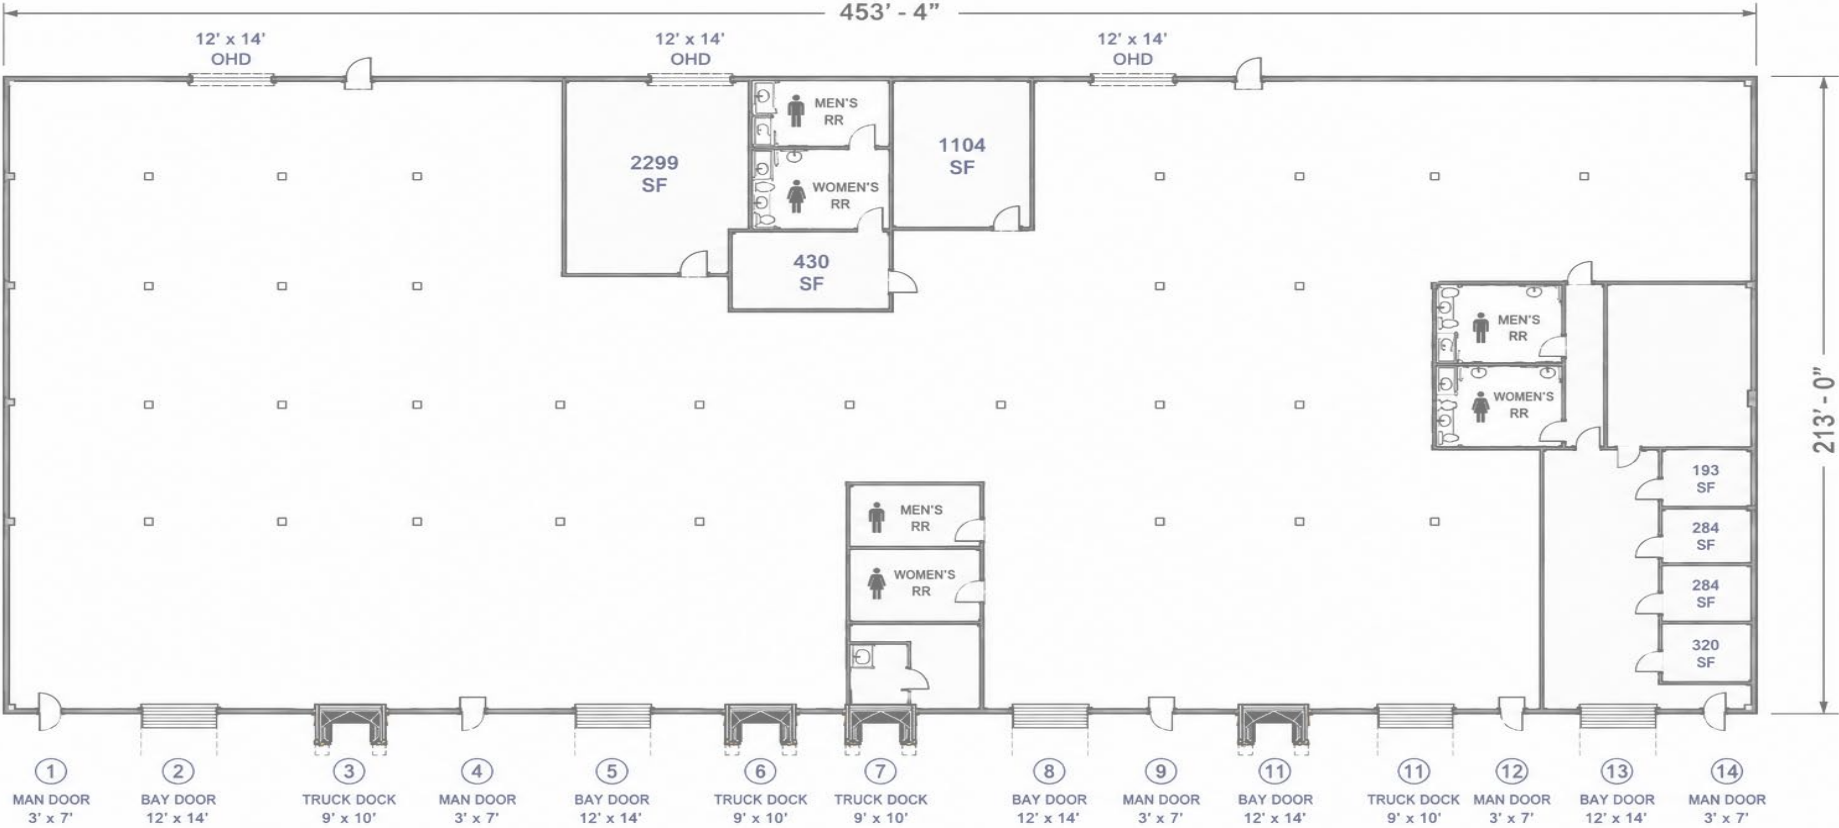 453' - 4"
12' x 14'
OHD
12' x 14'
OHD
12' x 14'
OHD
MEN'S
RR
2299
SF
1104
SF
WOMEN'S
RR
430
SF
213' - 0"
MEN'S
RR
WOMEN'S
RR
193
SF
MEN'S
RR
284
SF
WOMEN'S
RR
284
SF
320
SF
1
MAN DOOR
3' x 7'
2
BAY DOOR
12' x 14'
3
TRUCK DOCK
9' x 10'
4
MAN DOOR
3' x 7'
5
BAY DOOR
12' x 14'
6
TRUCK DOCK
9' x 10'
7
TRUCK DOCK
9' x 10'
8
BAY DOOR
12' x 14'
9
MAN DOOR
3' x 7'
11
BAY DOOR
12' x 14'
11
TRUCK DOCK
9' x 10'
12
MAN DOOR
3' x 7'
13
BAY DOOR
12' x 14'
14
MAN DOOR
3' x 7'